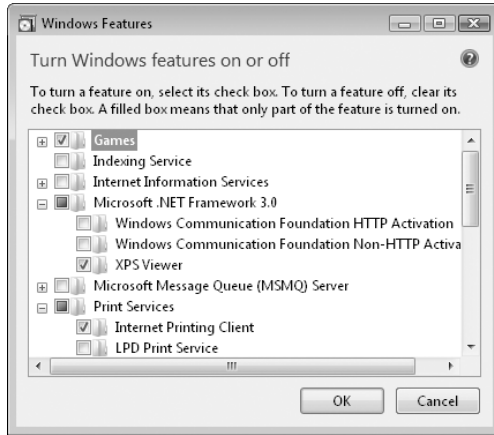 Windows Features
Turn Windows features on or off
To turn a feature on, select its check box. To turn a feature off, clear its
check box. A filled box means that only part of the feature is turned on.
Games
Indexing Service
Internet Information Services
Microsoft .NET Framework 3.0
Windows Communication Foundation HTTP Activation
Windows Communication Foundation Non-HTTP Activa
XPS Viewer
Microsoft Message Queue (MSMQ) Server
Print Services
Internet Printing Client
LPD Print Service
OK
Cancel